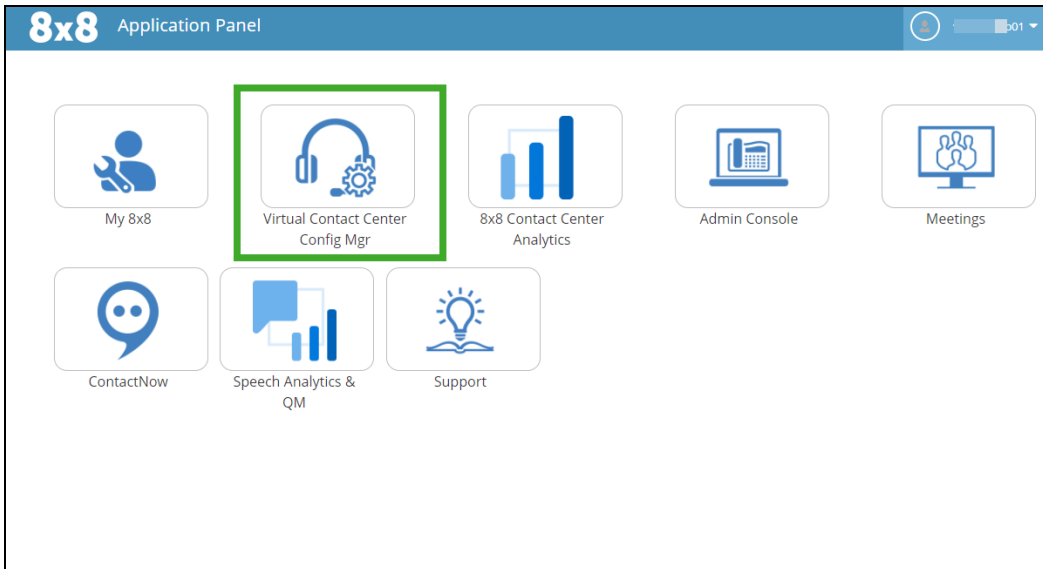 8x8 Application Panel
b01
My 8x8
Virtual Contact Center
Config Mgr
8x8 Contact Center
Analytics
Admin Console
Meetings
ContactNow
Speech Analytics &
QM
Support